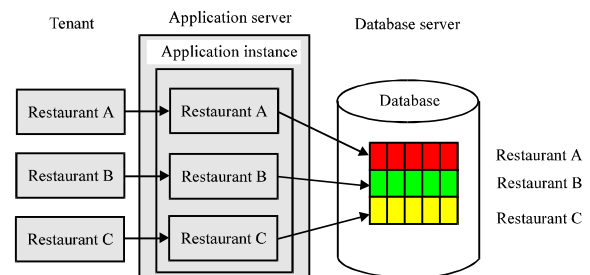 Tenant
Application server
Database server
Application instance
Database
Restaurant A
Restaurant A
Restaurant A
Restaurant B
Restaurant B
Restaurant B
Restaurant C
Restaurant C
Restaurant C